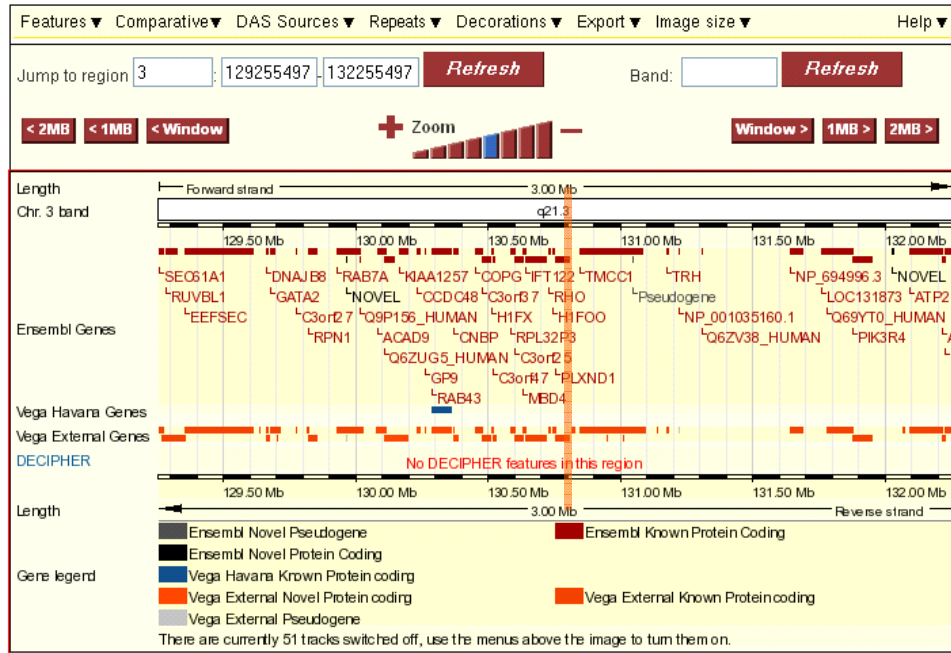 Features ▼ Comparative ▼ DAS Sources ▼ Repeats ▼ Decorations ▼ Export ▼ Image size ▼ Help ▼
Jump to region 3 : 129255497 - 132255497 Refresh Band: Refresh
< 2MB < 1MB < Window + Zoom − Window > 1MB > 2MB >
Length Forward strand 3.00 Mb
Chr. 3 band q21.3
129.50 Mb 130.00 Mb 130.50 Mb 131.00 Mb 131.50 Mb 132.00 Mb
SEC61A1 DNAJB8 RAB7A KIAA1257 COPG IFT122 TMCC1 TRH NP_694996.3 NOVEL
RUVBL1 GATA2 NOVEL CCDC48 C3orf37 RHO Pseudogene LOC131873 ATP2
EEFSEC C3orf27 Q9P156_HUMAN H1FX H1FOO NP_001035160.1 Q69YT0_HUMAN
Ensembl Genes RPN1 ACAD9 CNBP RPL32P3 Q6ZV38_HUMAN PIK3R4
Q6ZUG5_HUMAN C3orf25
GP9 C3orf47 PLXND1
RAB43 MBD4
Vega Havana Genes
Vega External Genes
DECIPHER No DECIPHER features in this region
129.50 Mb 130.00 Mb 130.50 Mb 131.00 Mb 131.50 Mb 132.00 Mb
Length 3.00 Mb Reverse strand
Ensembl Novel Pseudogene Ensembl Known Protein Coding
Ensembl Novel Protein Coding
Gene legend Vega Havana Known Protein coding
Vega External Novel Protein coding Vega External Known Protein coding
Vega External Pseudogene
There are currently 51 tracks switched off, use the menus above the image to turn them on.